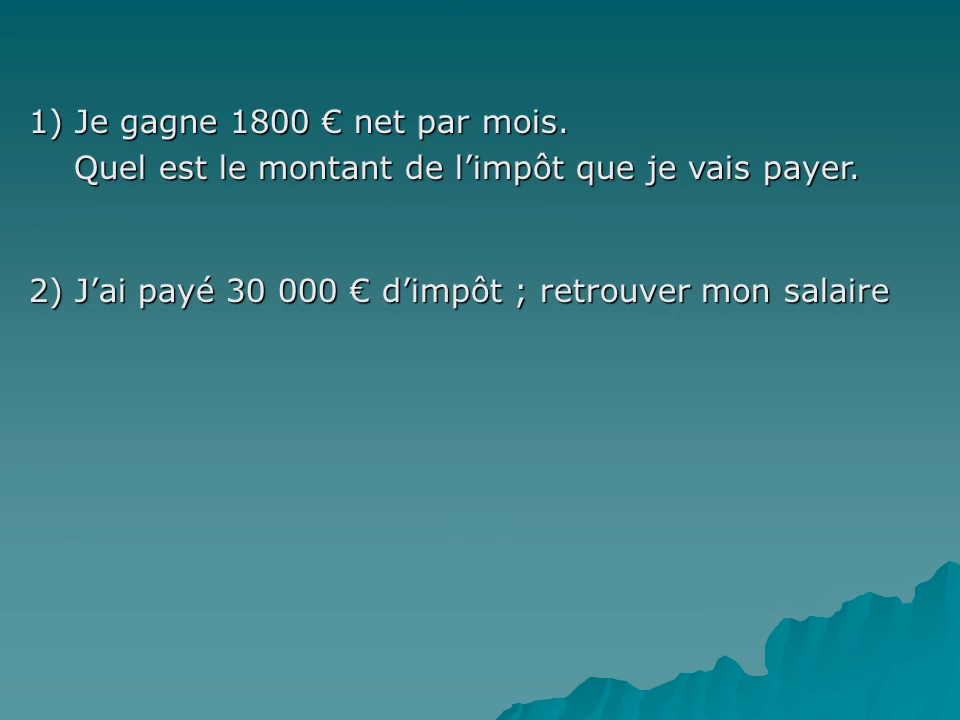 1) Je gagne 1800 € net par mois.
Quel est le montant de l’impôt que je vais payer.
2) J’ai payé 30 000 € d’impôt ; retrouver mon salaire